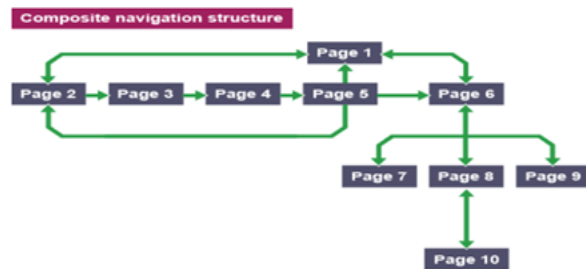 Composite navigation structure
Page 1
Page 2 Page 3 Page 4 Page 5 Page 6
Page 7 Page 8 Page 9
Page 10